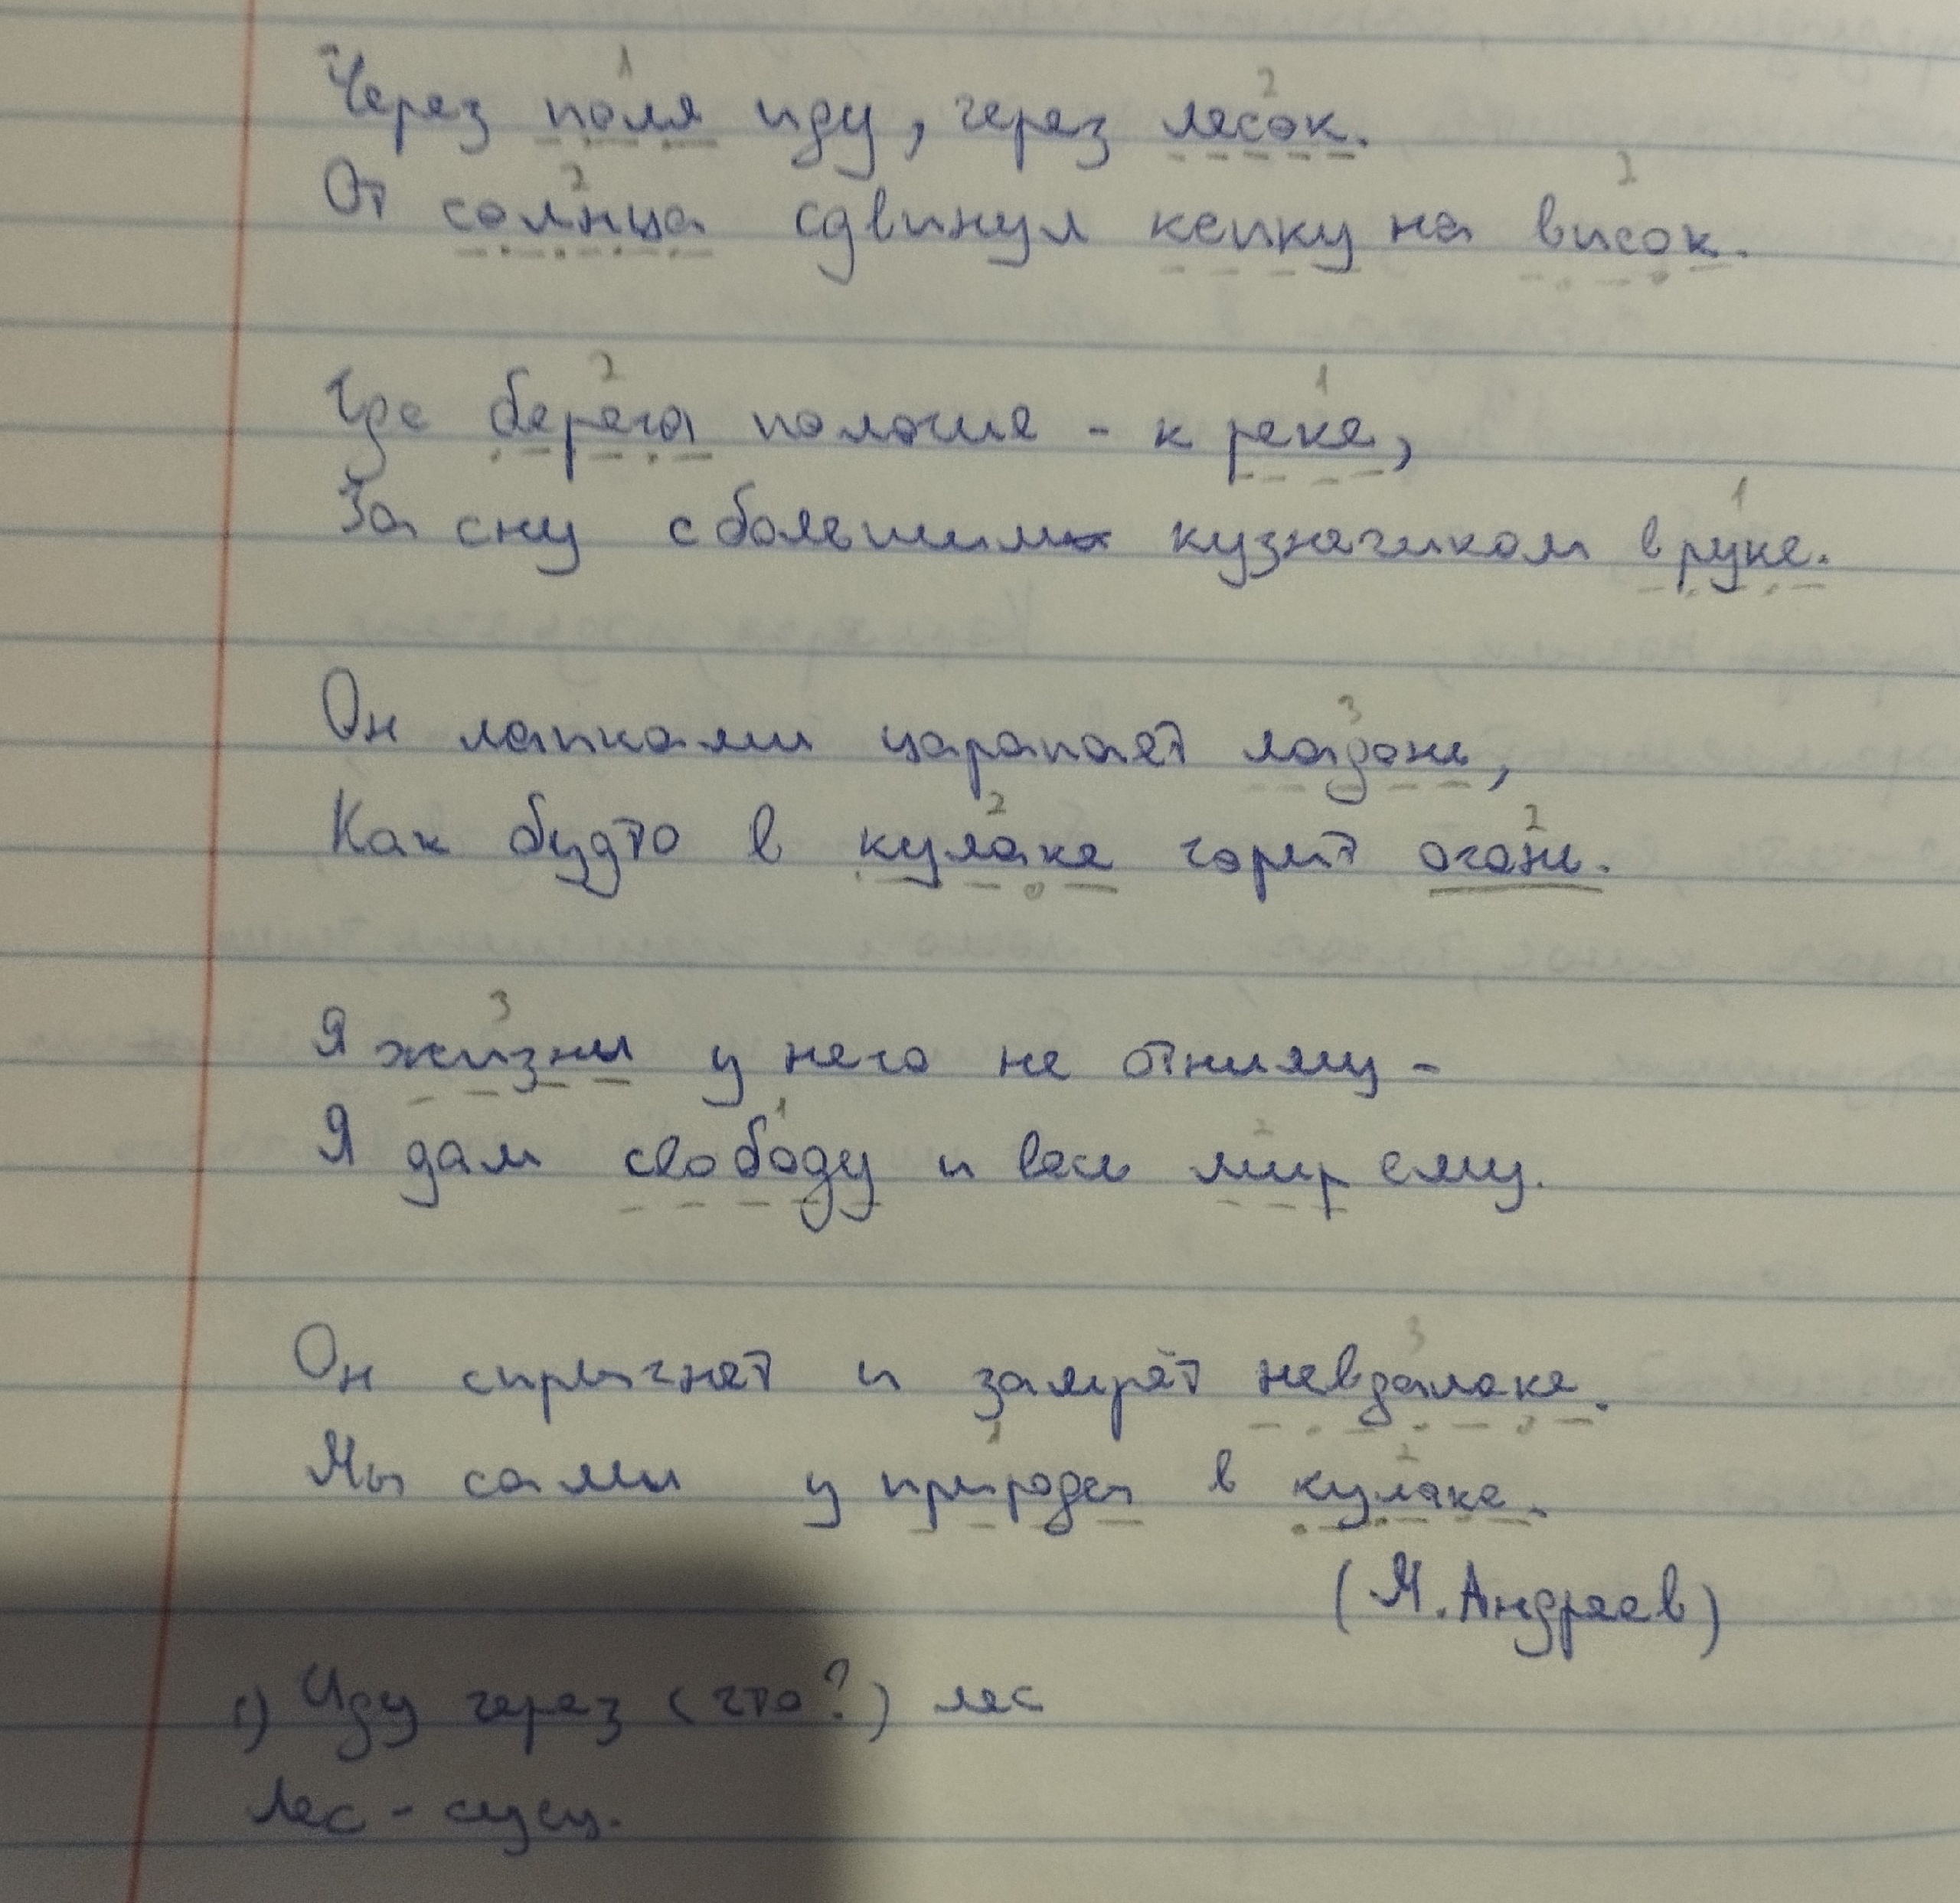 Через поля иду, через лесок.
От солнца сдвинул кепку на висок.
Где берега пологие - к реке,
За сну с большим кузнечиком в руке.
Он лапками царапает ладонь,
Как будто в кулаке горит огонь.
Я жизни у него не отниму -
Я дам свободу и весь мир ему.
Он спрыгнет и замрёт невдалеке.
Мы сами у природы в кулаке.
(М. Андреев)
1) Иду через (что?) лес
Лес - сущ.